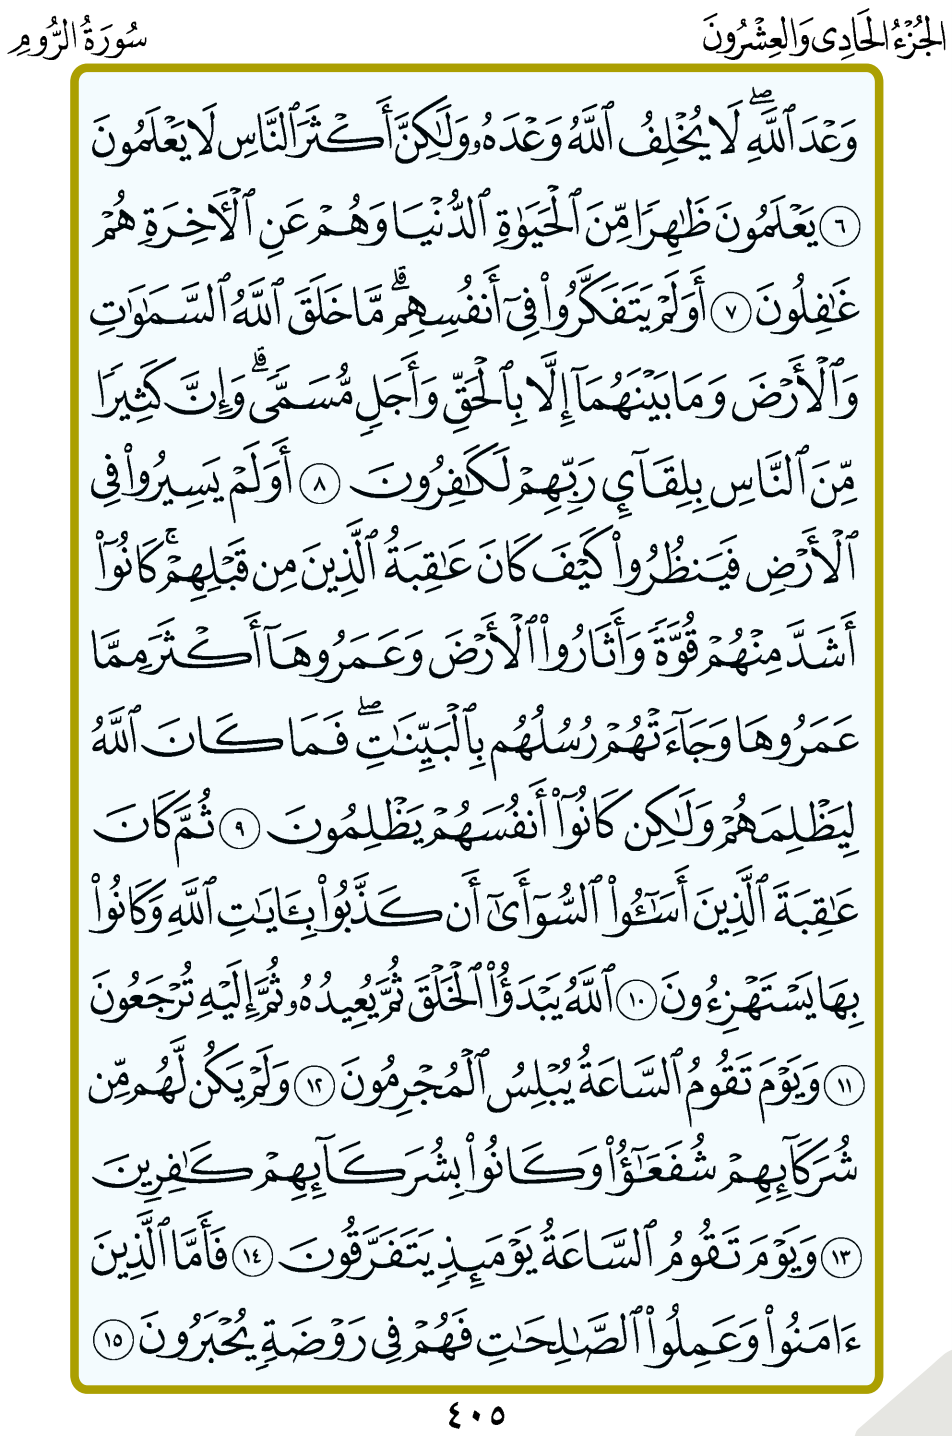 الجُزْءُ الحَادِى وَالعِشْرُونَ
سُورَةُ الرُّومِ
وَعْدَ ٱللَّهِۖ لَا يُخْلِفُ ٱللَّهُ وَعْدَهُۥ وَلَٰكِنَّ أَكْثَرَ ٱلنَّاسِ لَا يَعْلَمُونَ
٦ يَعْلَمُونَ ظَٰهِرًا مِّنَ ٱلْحَيَوٰةِ ٱلدُّنْيَا وَهُمْ عَنِ ٱلْأٓخِرَةِ هُمْ
غَٰفِلُونَ ٧ أَوَلَمْ يَتَفَكَّرُوا۟ فِىٓ أَنفُسِهِمۗ مَّا خَلَقَ ٱللَّهُ ٱلسَّمَٰوَٰتِ
وَٱلْأَرْضَ وَمَا بَيْنَهُمَآ إِلَّا بِٱلْحَقِّ وَأَجَلٍ مُّسَمًّىۗ وَإِنَّ كَثِيرًا
مِّنَ ٱلنَّاسِ بِلِقَآئِ رَبِّهِمْ لَكَٰفِرُونَ ٨ أَوَلَمْ يَسِيرُوا۟ فِى
ٱلْأَرْضِ فَيَنظُرُوا۟ كَيْفَ كَانَ عَٰقِبَةُ ٱلَّذِينَ مِن قَبْلِهِمْۚ كَانُوٓا۟
أَشَدَّ مِنْهُمْ قُوَّةً وَأَثَارُوا۟ ٱلْأَرْضَ وَعَمَرُوهَآ أَكْثَرَ مِمَّا
عَمَرُوهَا وَجَآءَتْهُمْ رُسُلُهُم بِٱلْبَيِّنَٰتِۖ فَمَا كَانَ ٱللَّهُ
لِيَظْلِمَهُمْ وَلَٰكِن كَانُوٓا۟ أَنفُسَهُمْ يَظْلِمُونَ ٩ ثُمَّ كَانَ
عَٰقِبَةَ ٱلَّذِينَ أَسَٰٓـُٔوا۟ ٱلسُّوٓأَىٰٓ أَن كَذَّبُوا۟ بِـَٔايَٰتِ ٱللَّهِ وَكَانُوا۟
بِهَا يَسْتَهْزِءُونَ ١٠ ٱللَّهُ يَبْدَؤُا۟ ٱلْخَلْقَ ثُمَّ يُعِيدُهُۥ ثُمَّ إِلَيْهِ تُرْجَعُونَ
١١ وَيَوْمَ تَقُومُ ٱلسَّاعَةُ يُبْلِسُ ٱلْمُجْرِمُونَ ١٢ وَلَمْ يَكُن لَّهُم مِّن
شُرَكَآئِهِمْ شُفَعَٰٓؤُا۟ وَكَانُوا۟ بِشُرَكَآئِهِمْ كَٰفِرِينَ
١٣ وَيَوْمَ تَقُومُ ٱلسَّاعَةُ يَوْمَئِذٍ يَتَفَرَّقُونَ ١٤ فَأَمَّا ٱلَّذِينَ
ءَامَنُوا۟ وَعَمِلُوا۟ ٱلصَّٰلِحَٰتِ فَهُمْ فِى رَوْضَةٍ يُحْبَرُونَ ١٥
٤٠٥